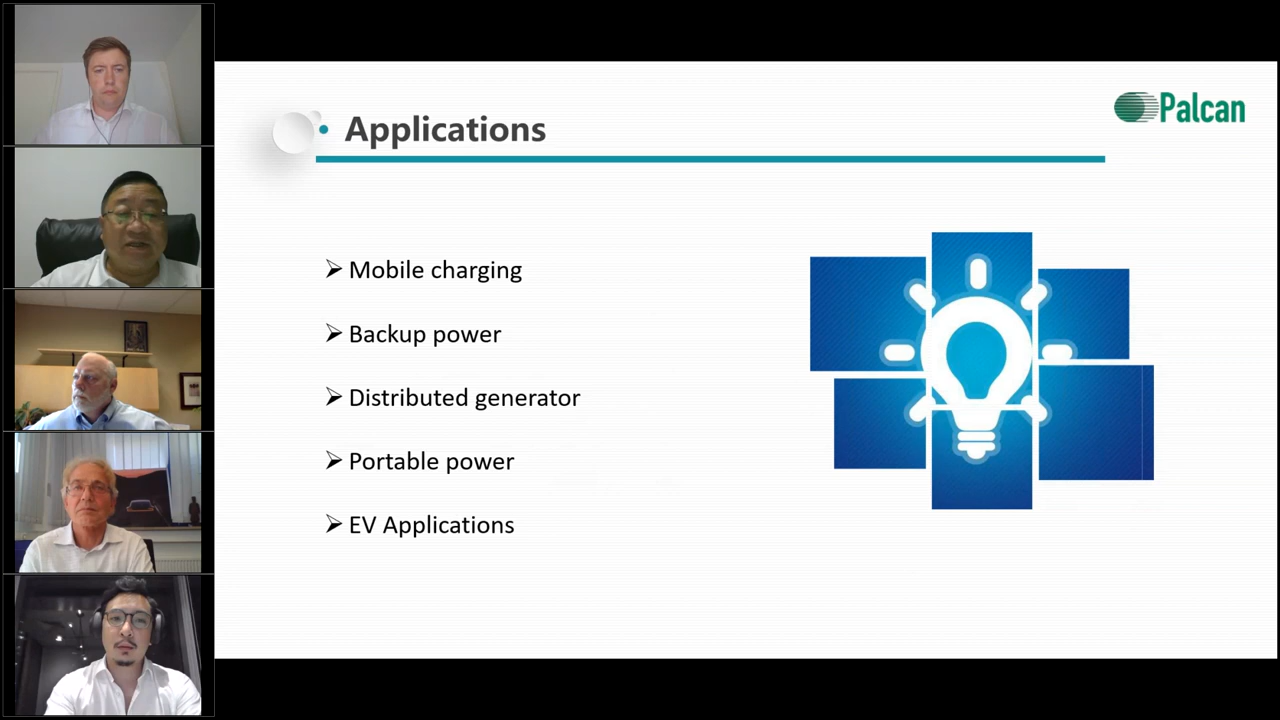 Applications
Palcan
Mobile charging
Backup power
Distributed generator
Portable power
EV Applications